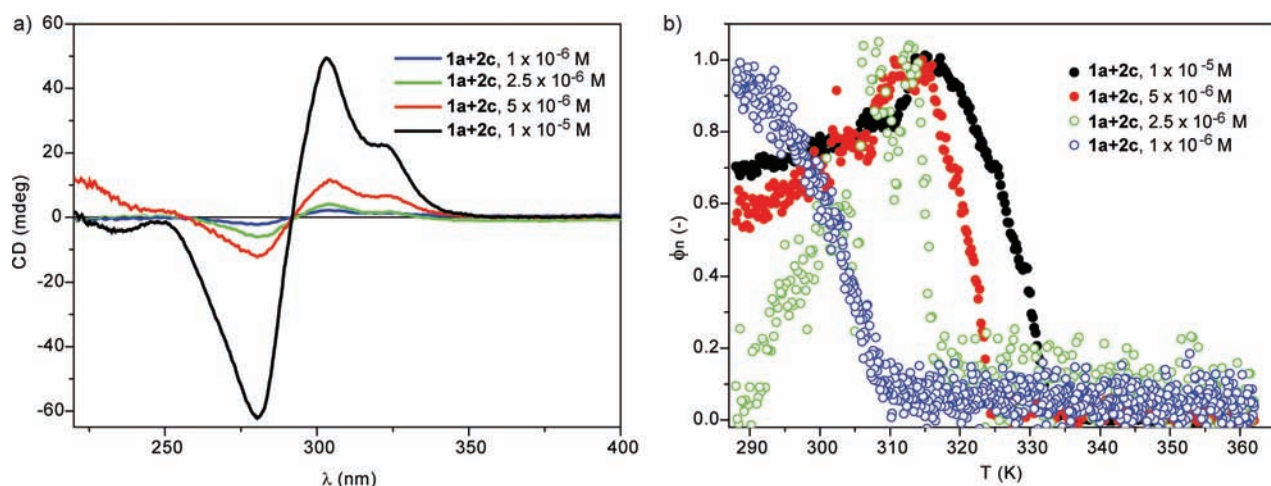 a)
60
40
20
0
-20
-40
-60
CD (mdeg)
1a+2c, 1 x 10⁻⁶ M
1a+2c, 2.5 x 10⁻⁶ M
1a+2c, 5 x 10⁻⁶ M
1a+2c, 1 x 10⁻⁵ M
250 300 350 400
λ (nm)
b)
1.0
0.8
0.6
0.4
0.2
0.0
ϕn (-)
1a+2c, 1 x 10⁻⁵ M
1a+2c, 5 x 10⁻⁶ M
1a+2c, 2.5 x 10⁻⁶ M
1a+2c, 1 x 10⁻⁶ M
290 300 310 320 330 340 350 360
T (K)